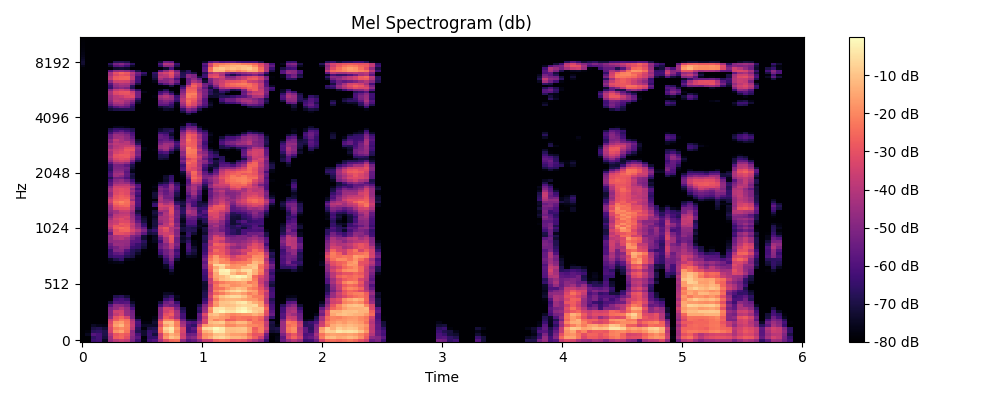 Mel Spectrogram (db)
8192
4096
2048
1024
512
0
Hz
0 1 2 3 4 5 6
Time
-10 dB
-20 dB
-30 dB
-40 dB
-50 dB
-60 dB
-70 dB
-80 dB